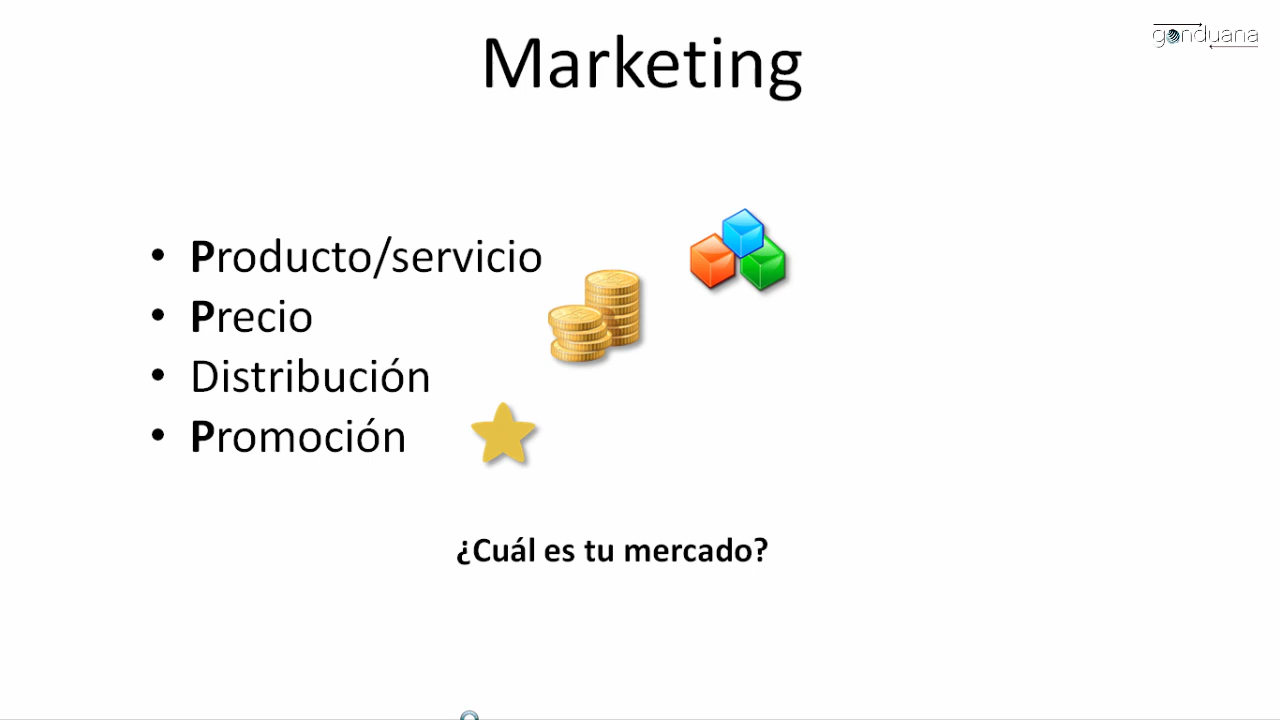 Marketing
gonduana
• Producto/servicio
• Precio
• Distribución
• Promoción
¿Cuál es tu mercado?